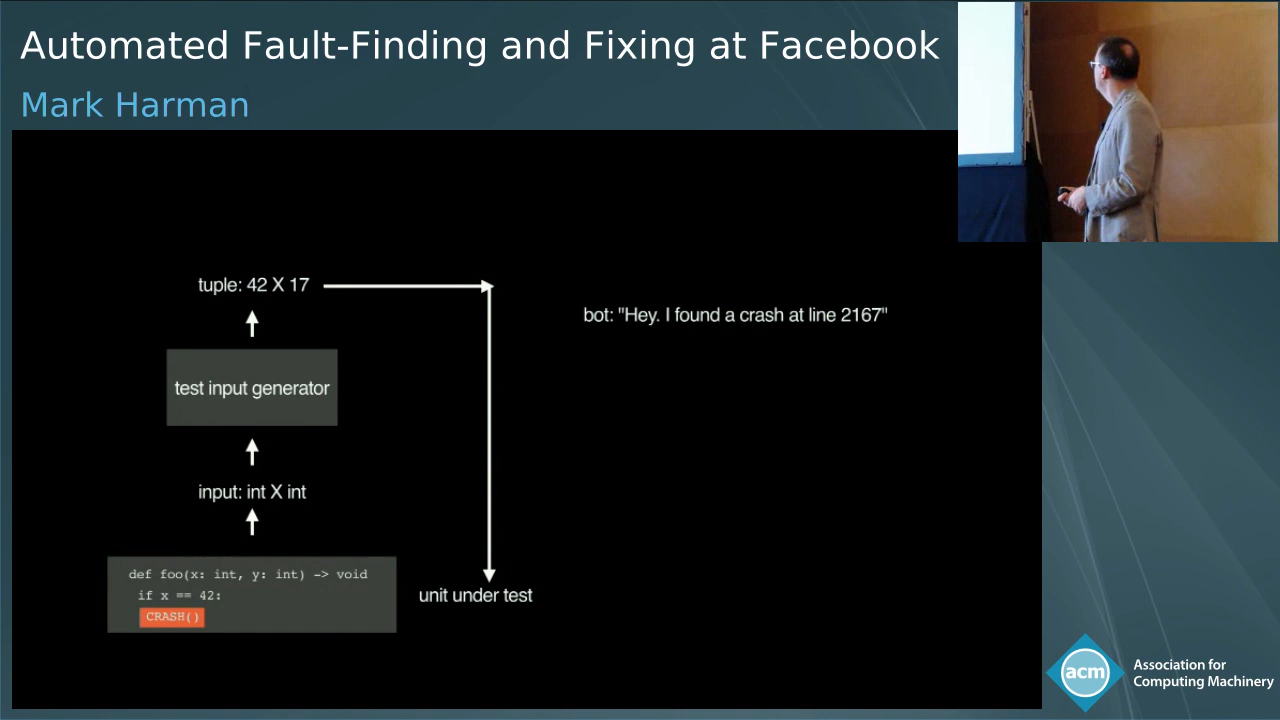 Automated Fault-Finding and Fixing at Facebook
Mark Harman
tuple: 42 X 17
bot: "Hey. I found a crash at line 2167"
test input generator
input: int X int
def foo(x: int, y: int) -> void
if x == 42:
CRASH()
unit under test
acm
Association for
Computing Machinery